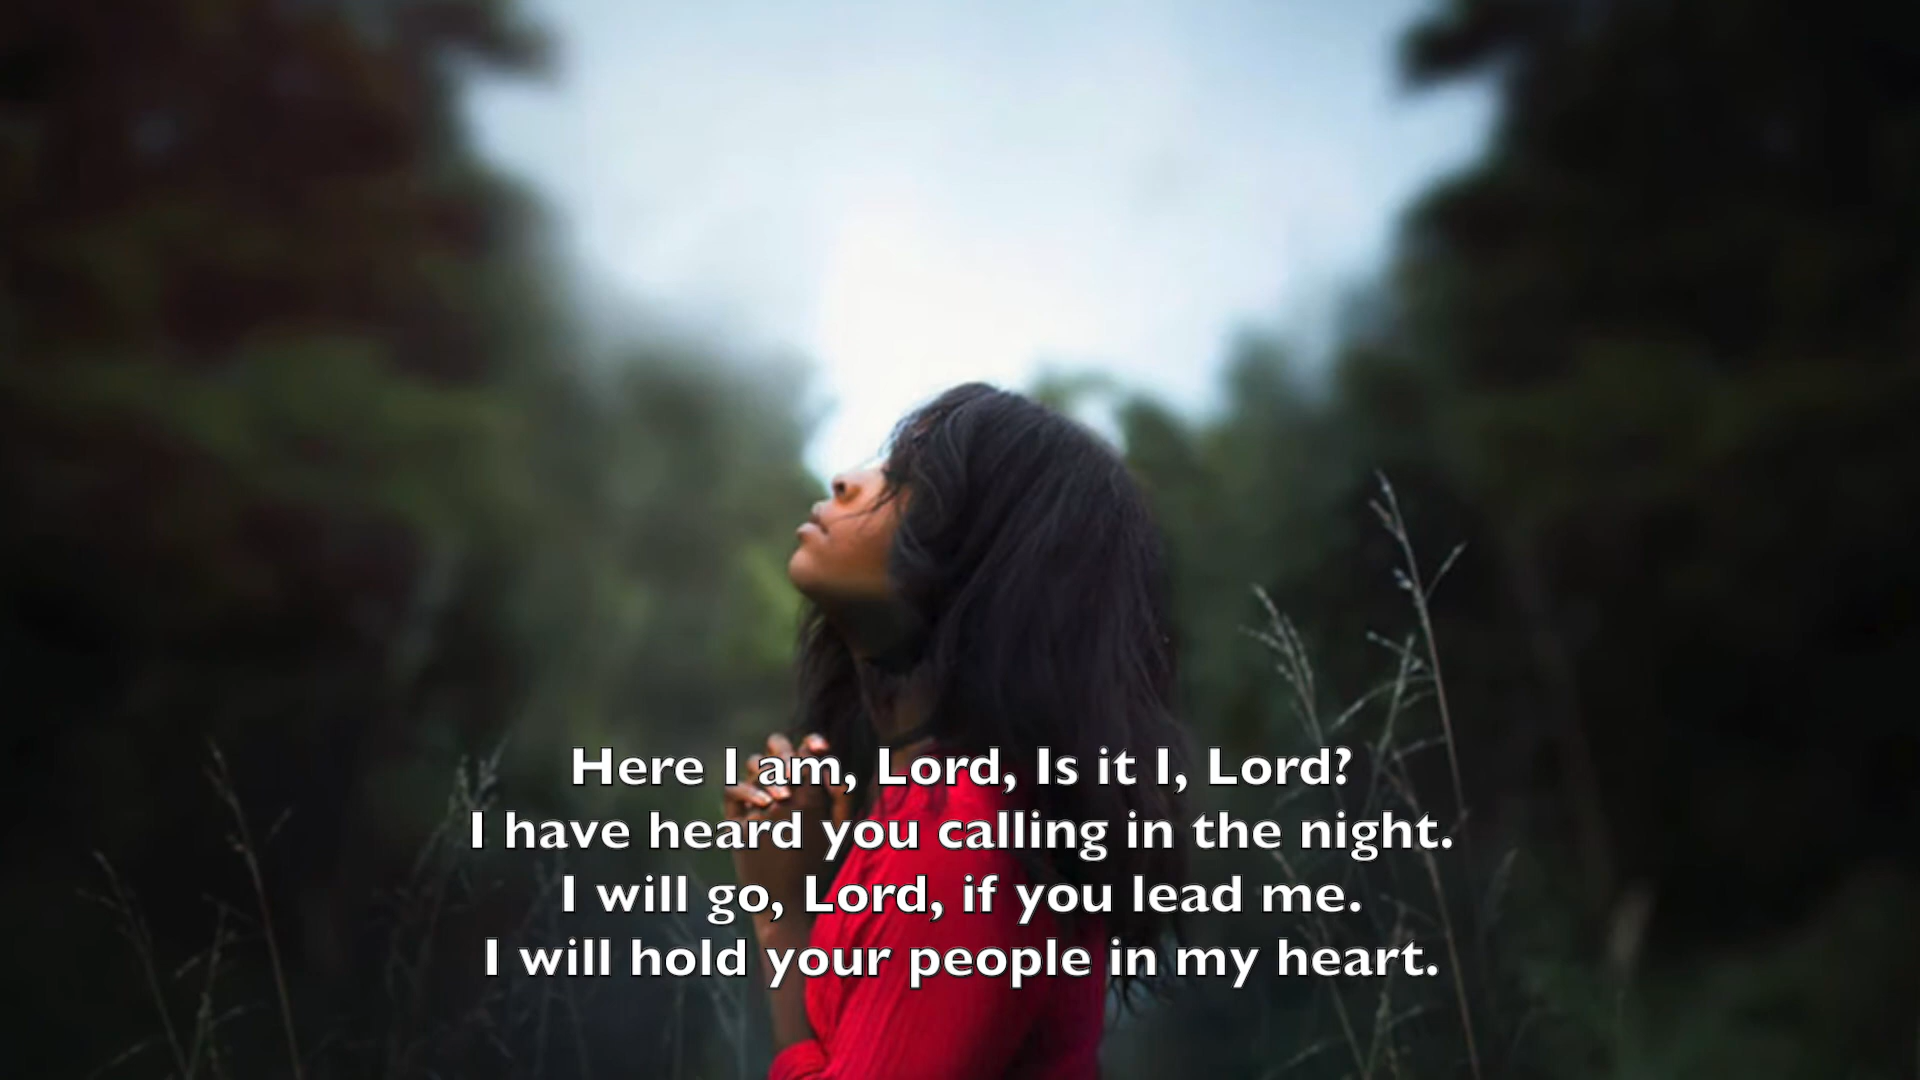 Here I am, Lord, Is it I, Lord?
I have heard you calling in the night.
I will go, Lord, if you lead me.
I will hold your people in my heart.